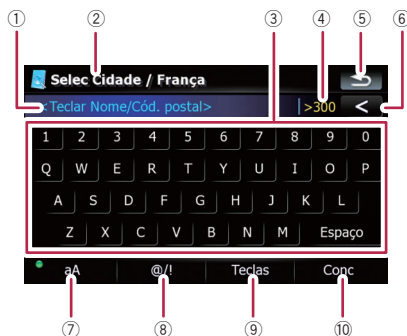 ① ② ③ ④ ⑤ ⑥
Selec Cidade / França
<Teclar Nome/Cód. postal> >300 <
1 2 3 4 5 6 7 8 9 0
Q W E R T Y U I O P
A S D F G H J K L
Z X C V B N M Espaço
aA @/! Teclas Conc
⑦ ⑧ ⑨ ⑩